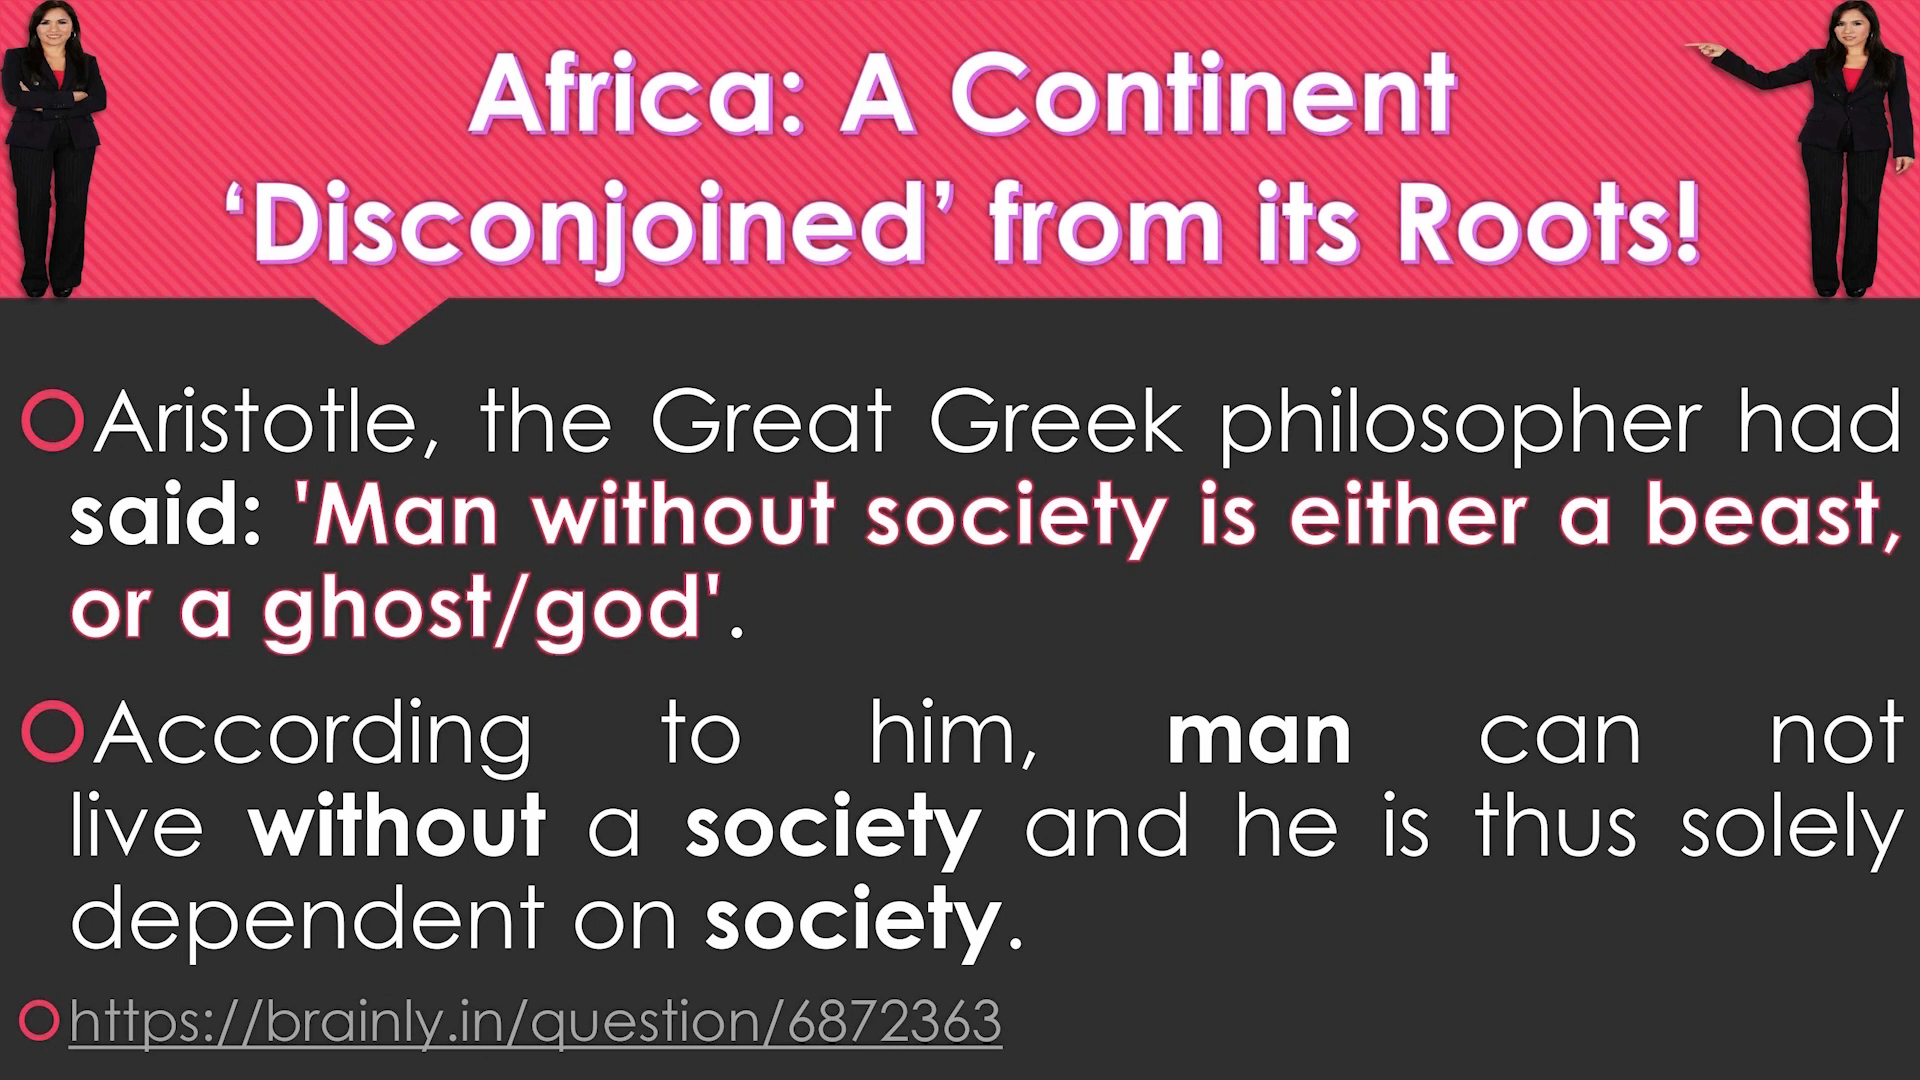 Africa: A Continent
‘Disconjoined’ from its Roots!
Aristotle, the Great Greek philosopher had
said: 'Man without society is either a beast,
or a ghost/god'.
According to him, man can not
live without a society and he is thus solely
dependent on society.
https://brainly.in/question/6872363